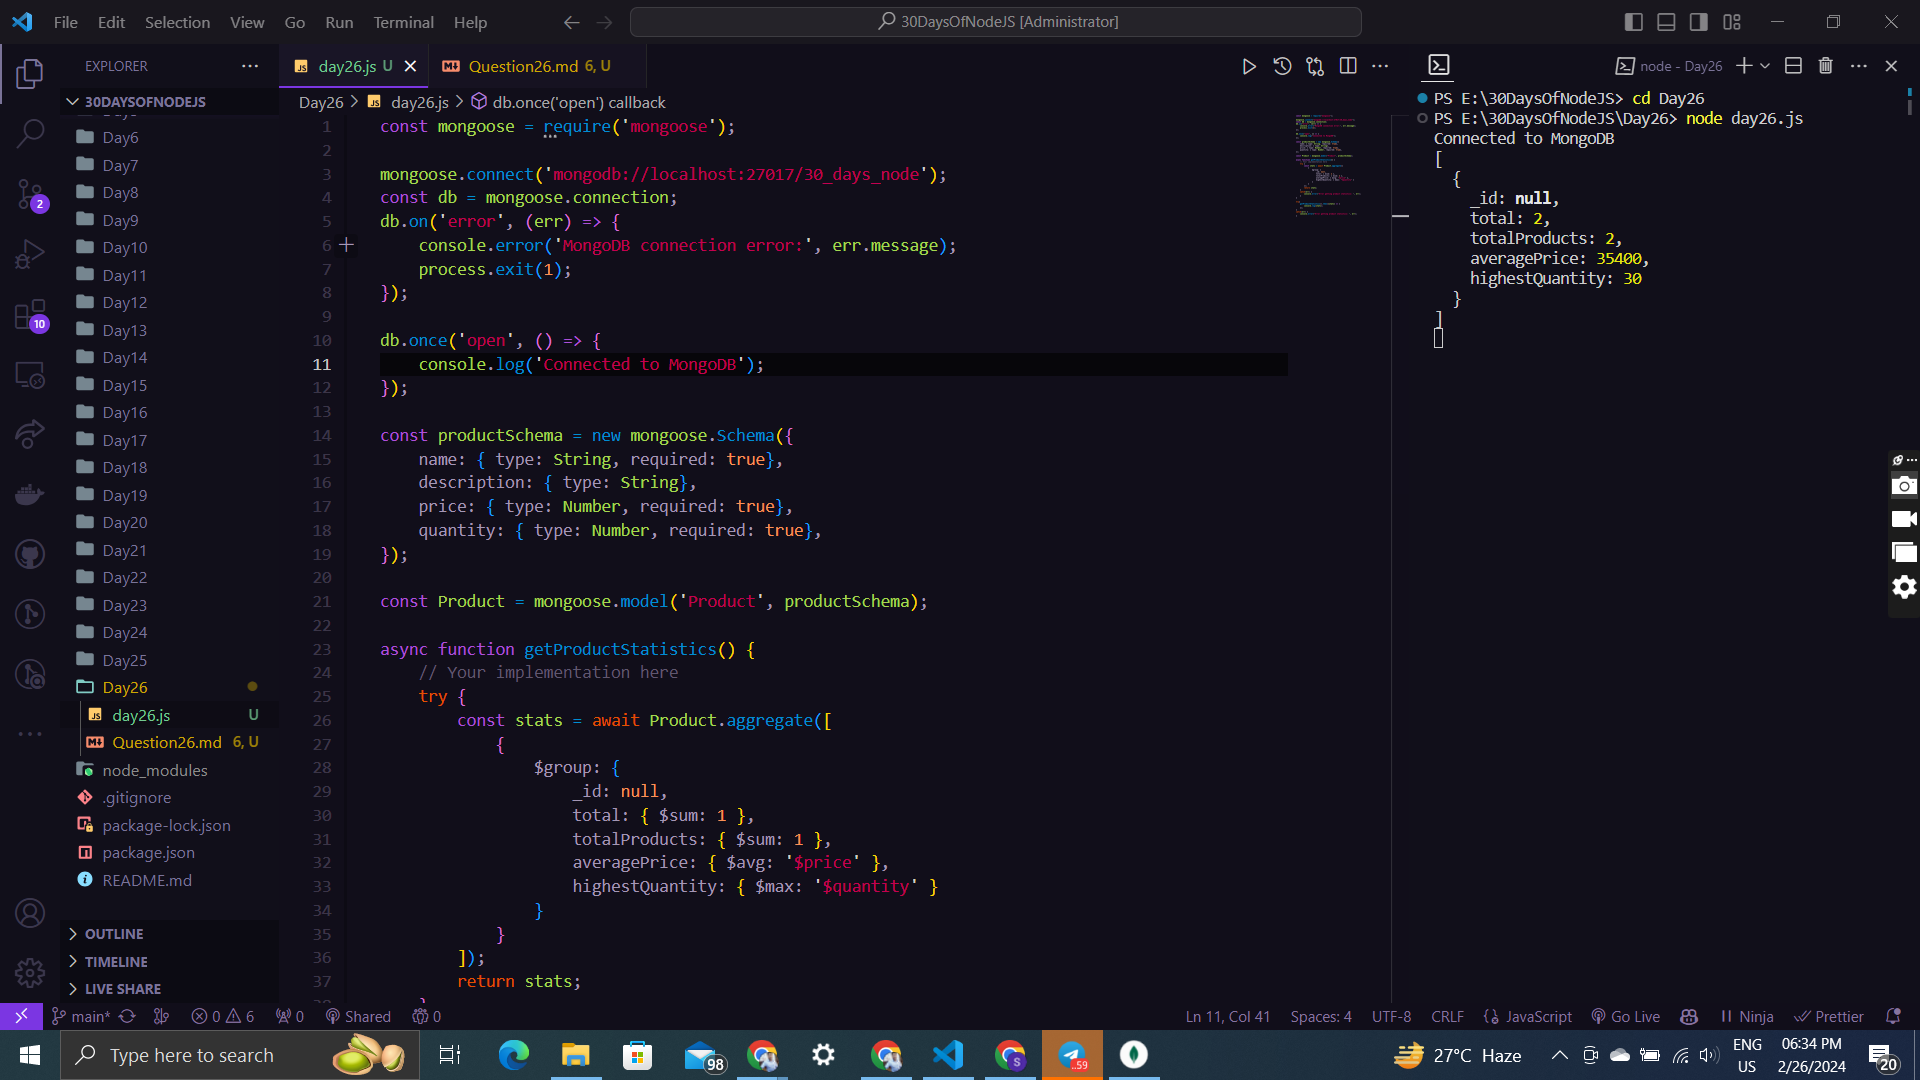 File Edit Selection View Go Run Terminal Help
30DaysOfNodeJS [Administrator]
EXPLORER
30DAYSOFNODEJS
Day6
Day7
Day8
Day9
Day10
Day11
Day12
Day13
Day14
Day15
Day16
Day17
Day18
Day19
Day20
Day21
Day22
Day23
Day24
Day25
Day26
day26.js U
Question26.md 6, U
node_modules
.gitignore
package-lock.json
package.json
README.md
OUTLINE
TIMELINE
LIVE SHARE
2
10
day26.js U
Question26.md 6, U
Day26 > day26.js > db.once('open') callback
1 const mongoose = require('mongoose');
2
3 mongoose.connect('mongodb://localhost:27017/30_days_node');
4 const db = mongoose.connection;
5 db.on('error', (err) => {
6 console.error('MongoDB connection error:', err.message);
7 process.exit(1);
8 });
9
10 db.once('open', () => {
11 console.log('Connected to MongoDB');
12 });
13
14 const productSchema = new mongoose.Schema({
15 name: { type: String, required: true},
16 description: { type: String},
17 price: { type: Number, required: true},
18 quantity: { type: Number, required: true},
19 });
20
21 const Product = mongoose.model('Product', productSchema);
22
23 async function getProductStatistics() {
24 // Your implementation here
25 try {
26 const stats = await Product.aggregate([
27 {
28 $group: {
29 _id: null,
30 total: { $sum: 1 },
31 totalProducts: { $sum: 1 },
32 averagePrice: { $avg: '$price' },
33 highestQuantity: { $max: '$quantity' }
34 }
35 }
36 ]);
37 return stats;
node - Day26
PS E:\30DaysOfNodeJS> cd Day26
PS E:\30DaysOfNodeJS\Day26> node day26.js
Connected to MongoDB
[
{
_id: null,
total: 2,
totalProducts: 2,
averagePrice: 35400,
highestQuantity: 30
}
]
main* 0 6 0 Shared 0
Ln 11, Col 41 Spaces: 4 UTF-8 CRLF JavaScript Go Live Ninja Prettier
Type here to search
98
..59
27°C Haze
ENG
US
06:34 PM
2/26/2024
20